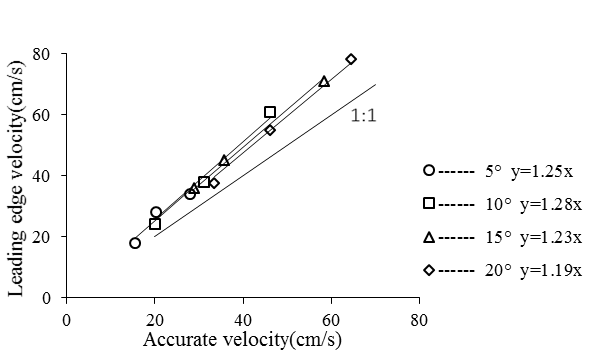 80
60
40
20
0
0 20 40 60 80
Leading edge velocity(cm/s)
Accurate velocity(cm/s)
1:1
5° y=1.25x
10° y=1.28x
15° y=1.23x
20° y=1.19x